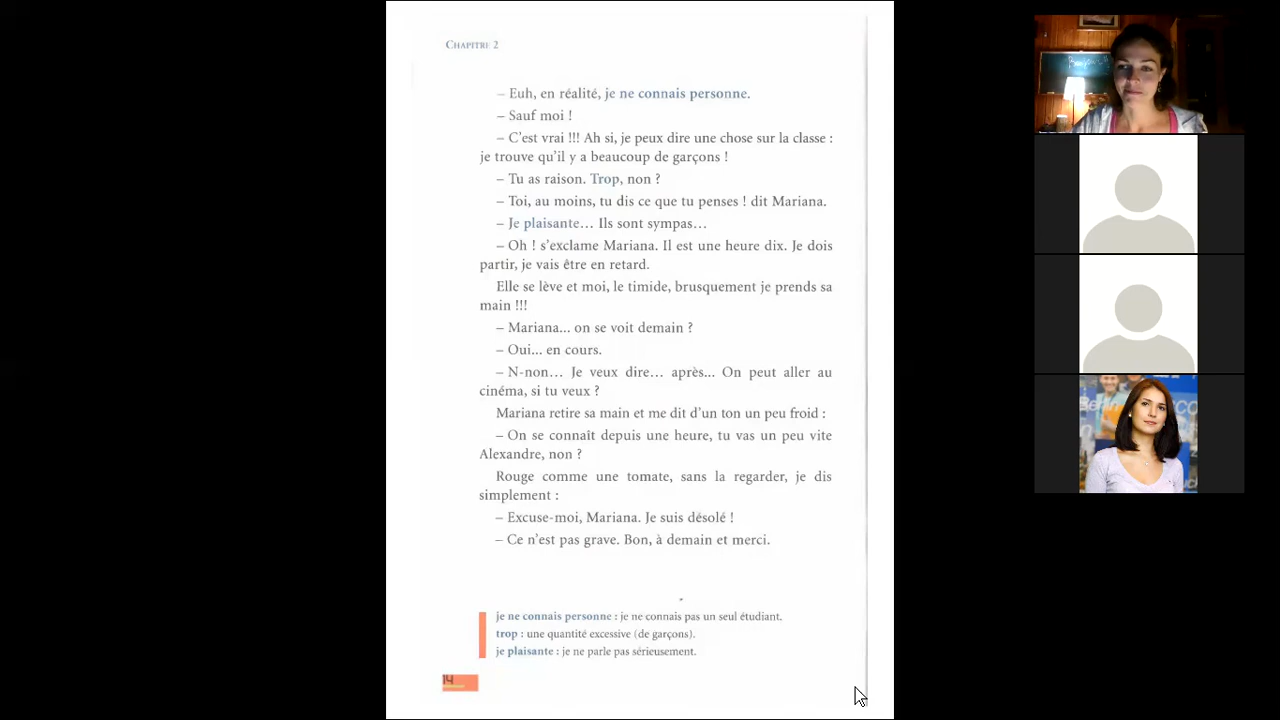 CHAPITRE 2
– Euh, en réalité, je ne connais personne.
– Sauf moi !
– C'est vrai !!! Ah si, je peux dire une chose sur la classe :
je trouve qu'il y a beaucoup de garçons !
– Tu as raison. Trop, non ?
– Toi, au moins, tu dis ce que tu penses ! dit Mariana.
– Je plaisante… Ils sont sympas…
– Oh ! s'exclame Mariana. Il est une heure dix. Je dois
partir, je vais être en retard.
Elle se lève et moi, le timide, brusquement je prends sa
main !!!
– Mariana... on se voit demain ?
– Oui... en cours.
– N-non… Je veux dire… après... On peut aller au
cinéma, si tu veux ?
Mariana retire sa main et me dit d'un ton un peu froid :
– On se connaît depuis une heure, tu vas un peu vite
Alexandre, non ?
Rouge comme une tomate, sans la regarder, je dis
simplement :
– Excuse-moi, Mariana. Je suis désolé !
– Ce n'est pas grave. Bon, à demain et merci.
je ne connais personne : je ne connais pas un seul étudiant.
trop : une quantité excessive (de garçons).
je plaisante : je ne parle pas sérieusement.
14